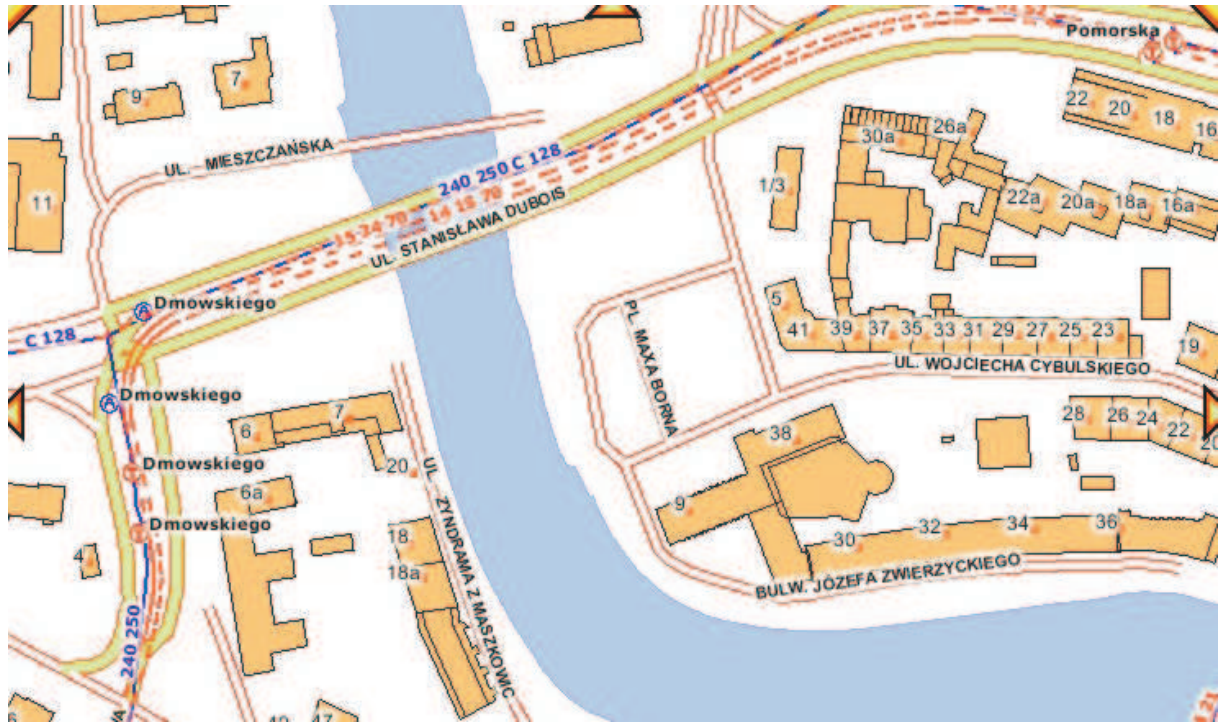 Pomorska
7
9
22
20
18
16
30a
26a
UL. MIESZCZAŃSKA
240 250 C 128
1/3
11
22a
20a
18a
16a
15 24 70
14 15 70
UL. STANISŁAWA DUBOIS
Dmowskiego
5
PL. MAXA BORNA
C 128
41
39
37
35
33
31
29
27
25
23
19
UL. WOJCIECHA CYBULSKIEGO
Dmowskiego
7
6
38
28
26
24
22
20
Dmowskiego
20
6a
9
UL. ZYNDRAMA Z MASZKOWIC
Dmowskiego
18
30
32
34
36
4
18a
BULW. JÓZEFA ZWIERZYCKIEGO
240 250
47